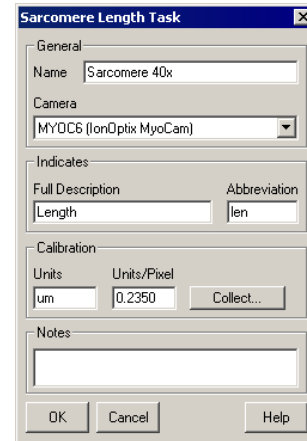 Sarcomere Length Task
General
Name Sarcomere 40x
Camera
MYOC6 (IonOptix MyoCam)
Indicates
Full Description Abbreviation
Length len
Calibration
Units Units/Pixel
um 0.2350 Collect...
Notes
OK Cancel Help